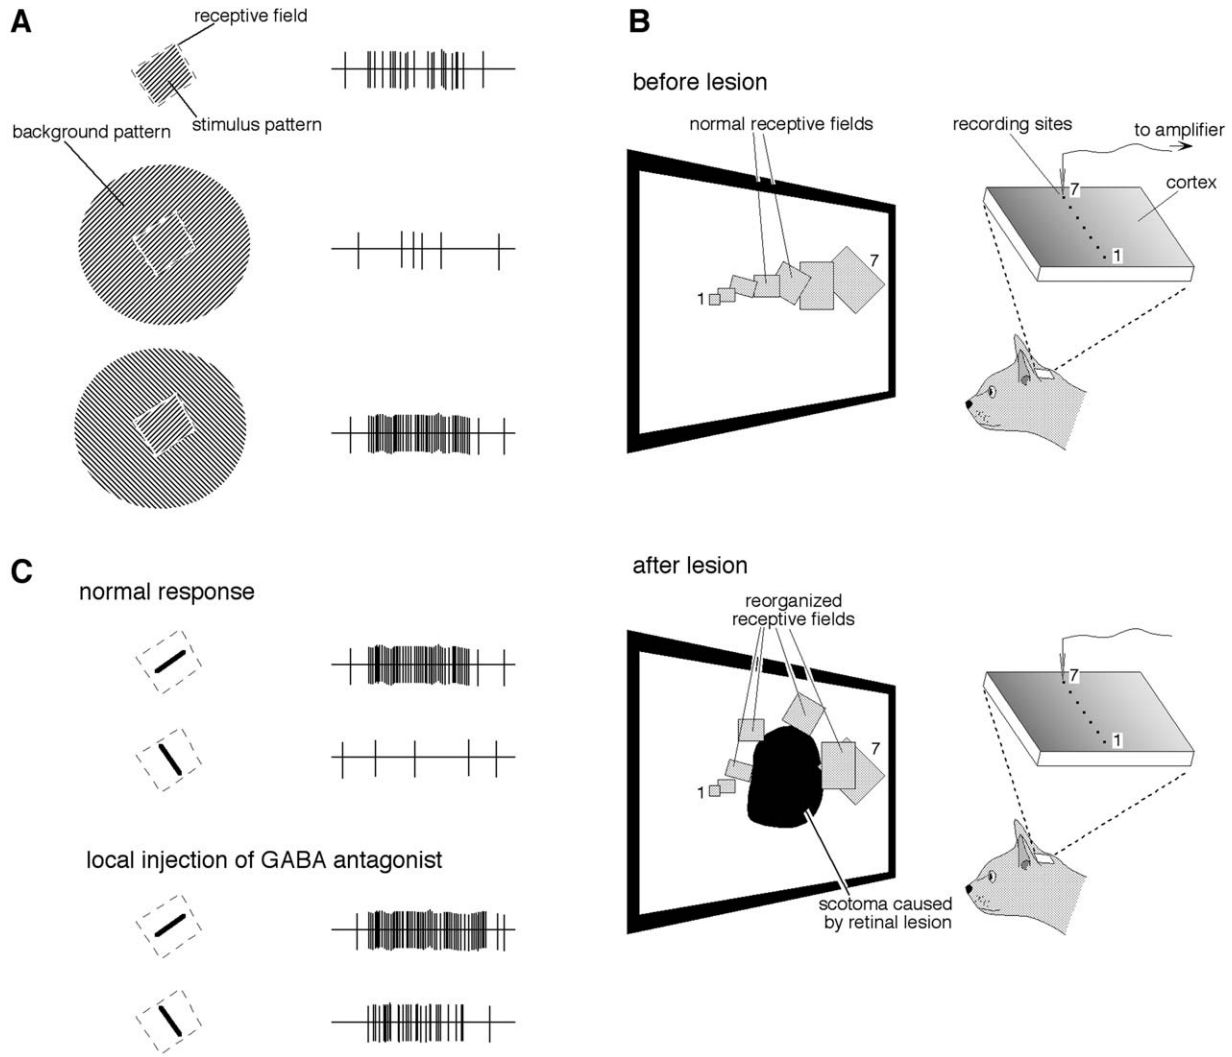 A
receptive field
stimulus pattern
background pattern
B
before lesion
normal receptive fields
1
7
recording sites
to amplifier
7
cortex
1
C
normal response
local injection of GABA antagonist
after lesion
reorganized
receptive fields
1
7
scotoma caused
by retinal lesion
7
1